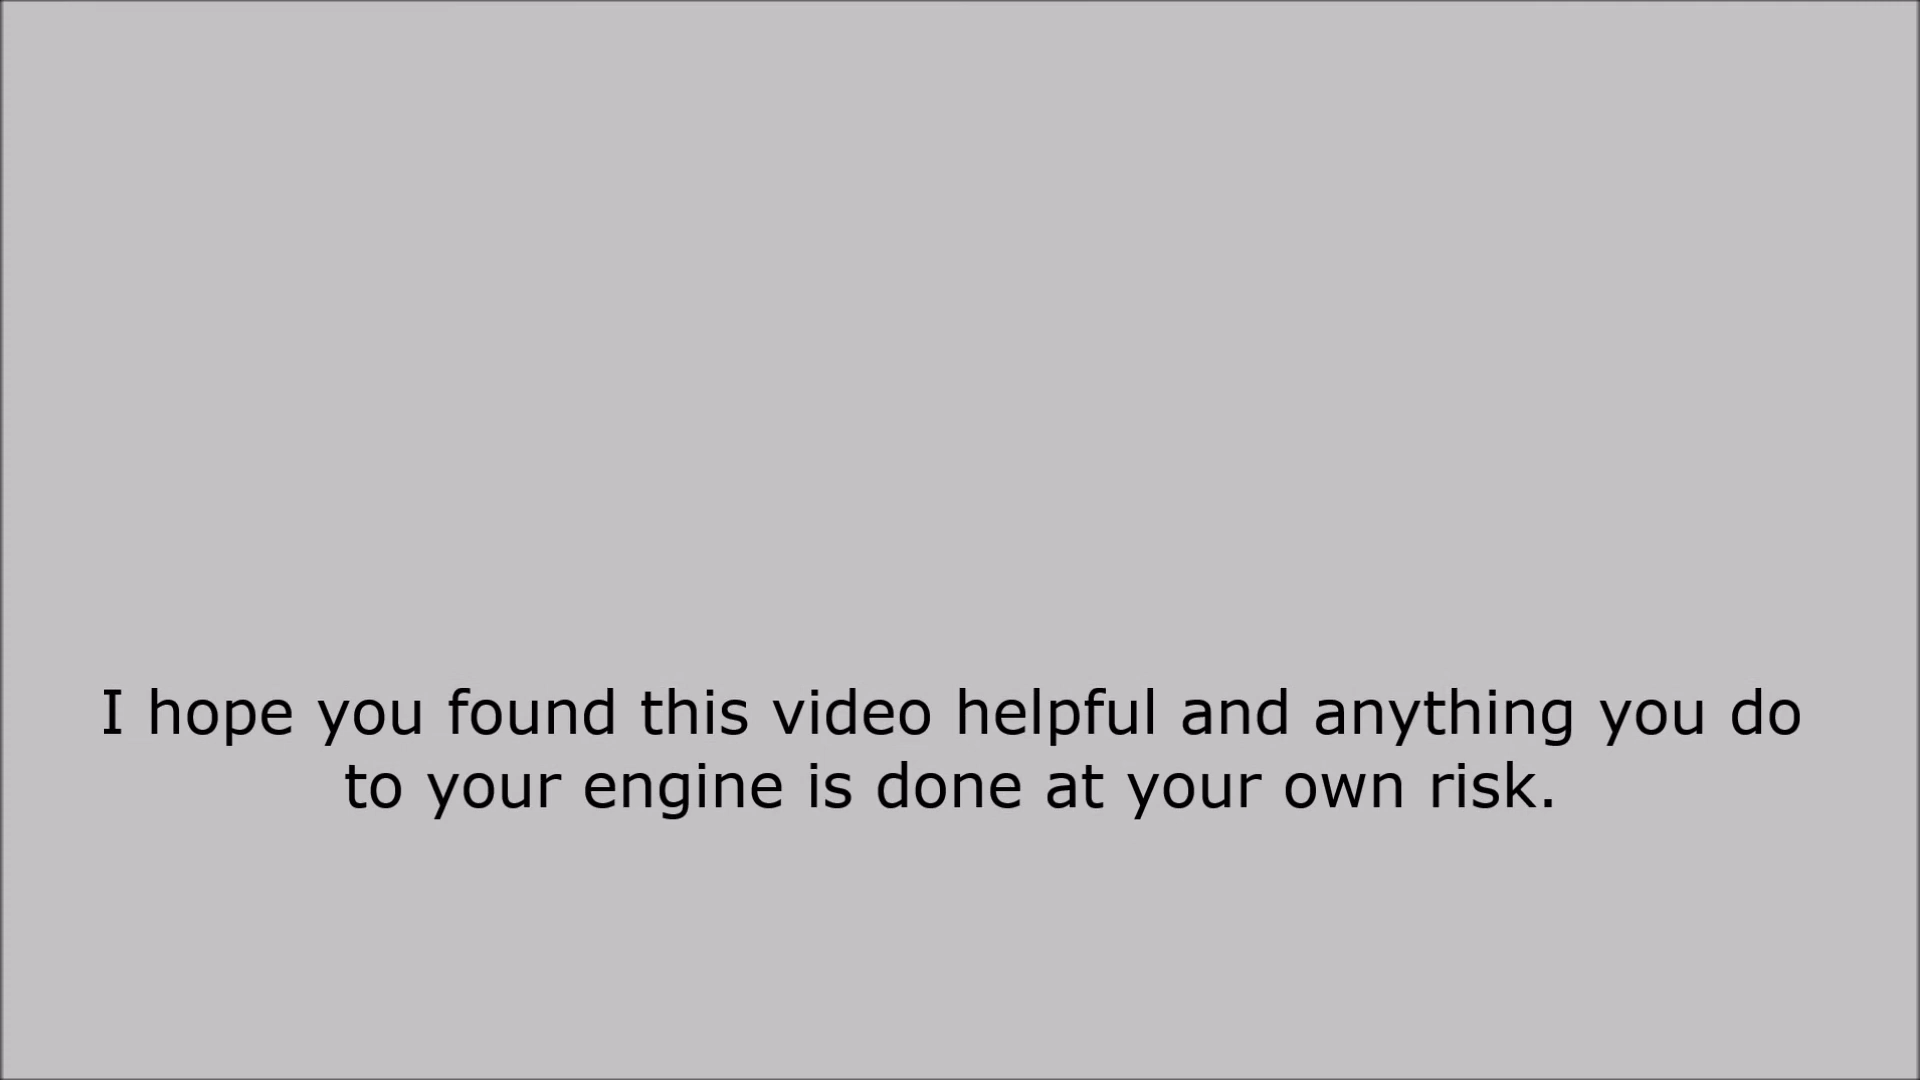 I hope you found this video helpful and anything you do
to your engine is done at your own risk.